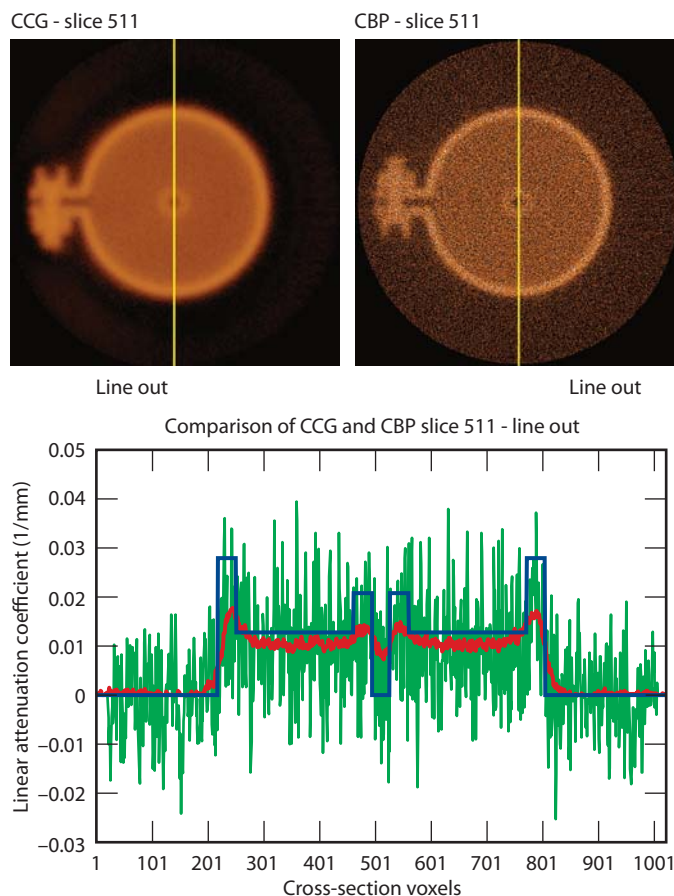 CCG - slice 511
CBP - slice 511
Line out
Line out
Comparison of CCG and CBP slice 511 - line out
Linear attenuation coefficient (1/mm)
0.05
0.04
0.03
0.02
0.01
0
–0.01
–0.02
–0.03
1 101 201 301 401 501 601 701 801 901 1001
Cross-section voxels